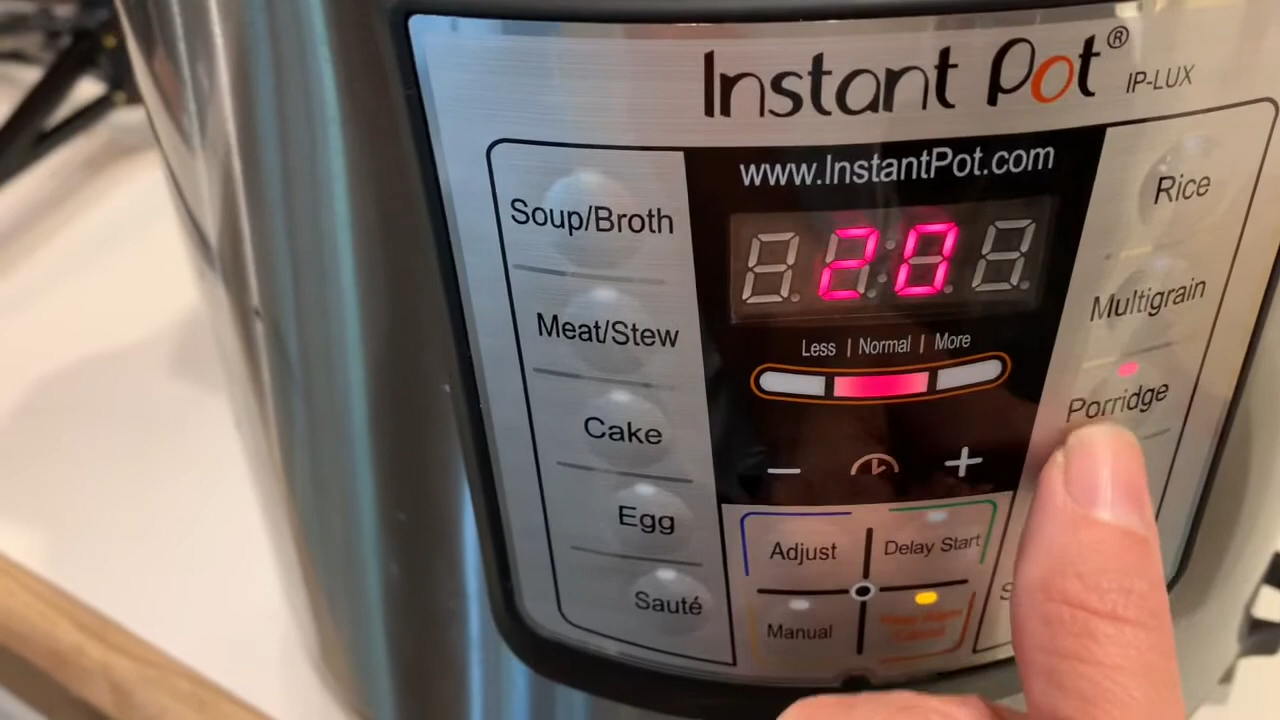 Instant Pot® IP-LUX
www.InstantPot.com
20
Less | Normal | More
− +
Soup/Broth
Meat/Stew
Cake
Egg
Sauté
Rice
Multigrain
Porridge
Adjust
Delay Start
Manual